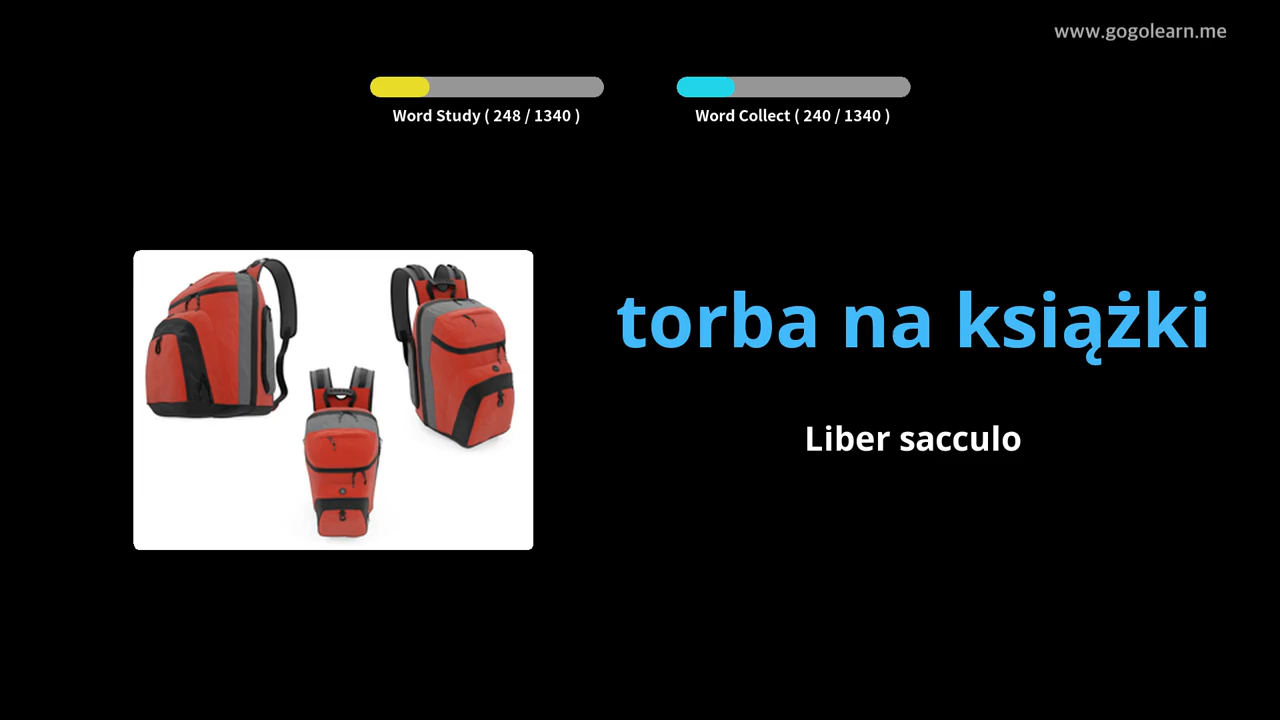 www.gogolearn.me
Word Study ( 248 / 1340 )
Word Collect ( 240 / 1340 )
torba na książki
Liber sacculo